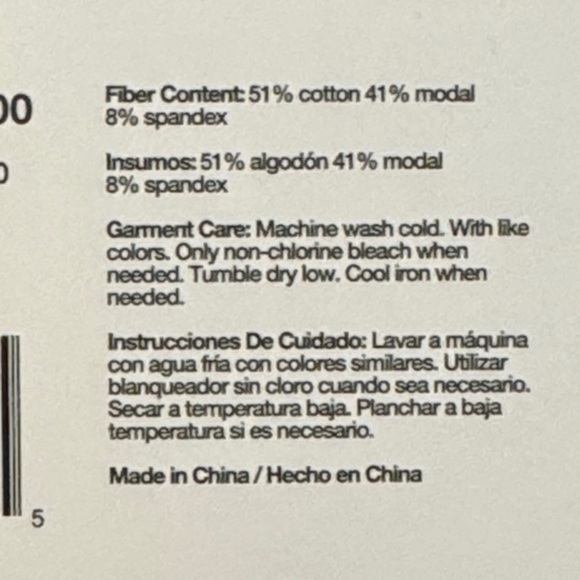 00
0
Fiber Content: 51% cotton 41% modal
8% spandex
Insumos: 51% algodón 41% modal
8% spandex
Garment Care: Machine wash cold. With like
colors. Only non-chlorine bleach when
needed. Tumble dry low. Cool iron when
needed.
Instrucciones De Cuidado: Lavar a máquina
con agua fría con colores similares. Utilizar
blanqueador sin cloro cuando sea necesario.
Secar a temperatura baja. Planchar a baja
temperatura si es necesario.
Made in China / Hecho en China
5